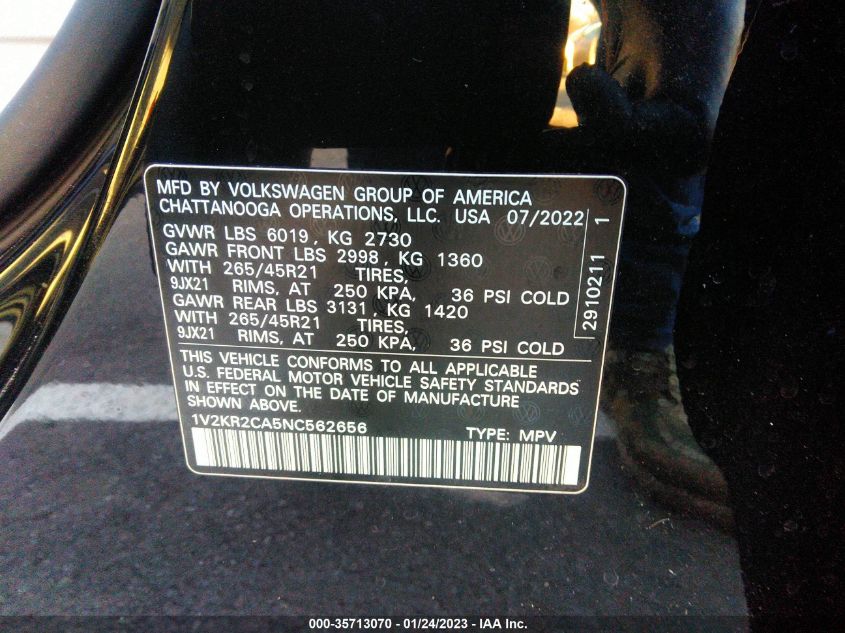 MFD BY VOLKSWAGEN GROUP OF AMERICA
CHATTANOOGA OPERATIONS, LLC. USA 07/2022
GVWR LBS 6019, KG 2730
GAWR FRONT LBS 2998, KG 1360
WITH 265/45R21 TIRES,
9JX21 RIMS, AT 250 KPA, 36 PSI COLD
GAWR REAR LBS 3131, KG 1420
WITH 265/45R21 TIRES,
9JX21 RIMS, AT 250 KPA, 36 PSI COLD
2910211 1
THIS VEHICLE CONFORMS TO ALL APPLICABLE
U.S. FEDERAL MOTOR VEHICLE SAFETY STANDARDS
IN EFFECT ON THE DATE OF MANUFACTURE
SHOWN ABOVE.
1V2KR2CA5NC562656 TYPE: MPV
000-35713070 - 01/24/2023 - IAA Inc.